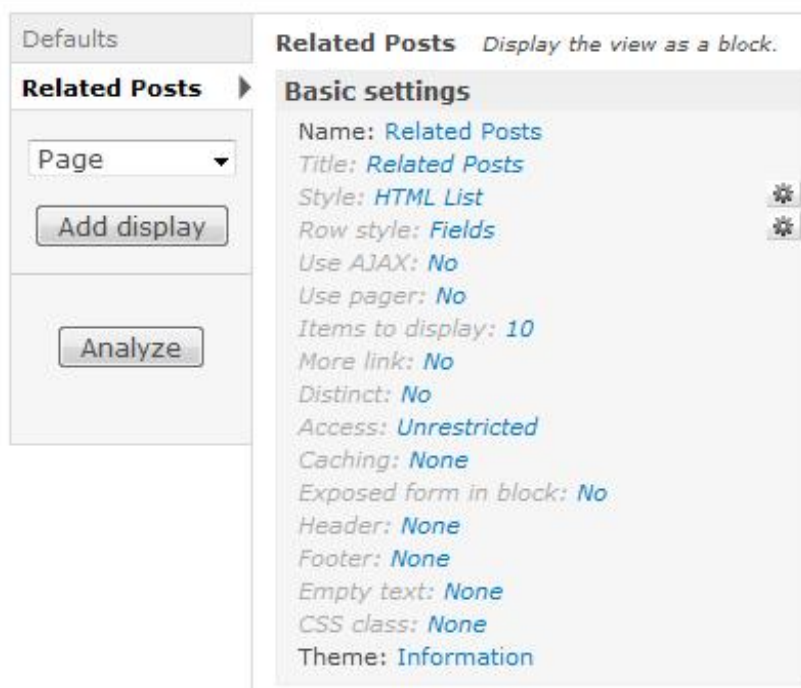 Defaults
Related Posts
Page
Add display
Analyze
Related Posts Display the view as a block.
Basic settings
Name: Related Posts
Title: Related Posts
Style: HTML List
Row style: Fields
Use AJAX: No
Use pager: No
Items to display: 10
More link: No
Distinct: No
Access: Unrestricted
Caching: None
Exposed form in block: No
Header: None
Footer: None
Empty text: None
CSS class: None
Theme: Information